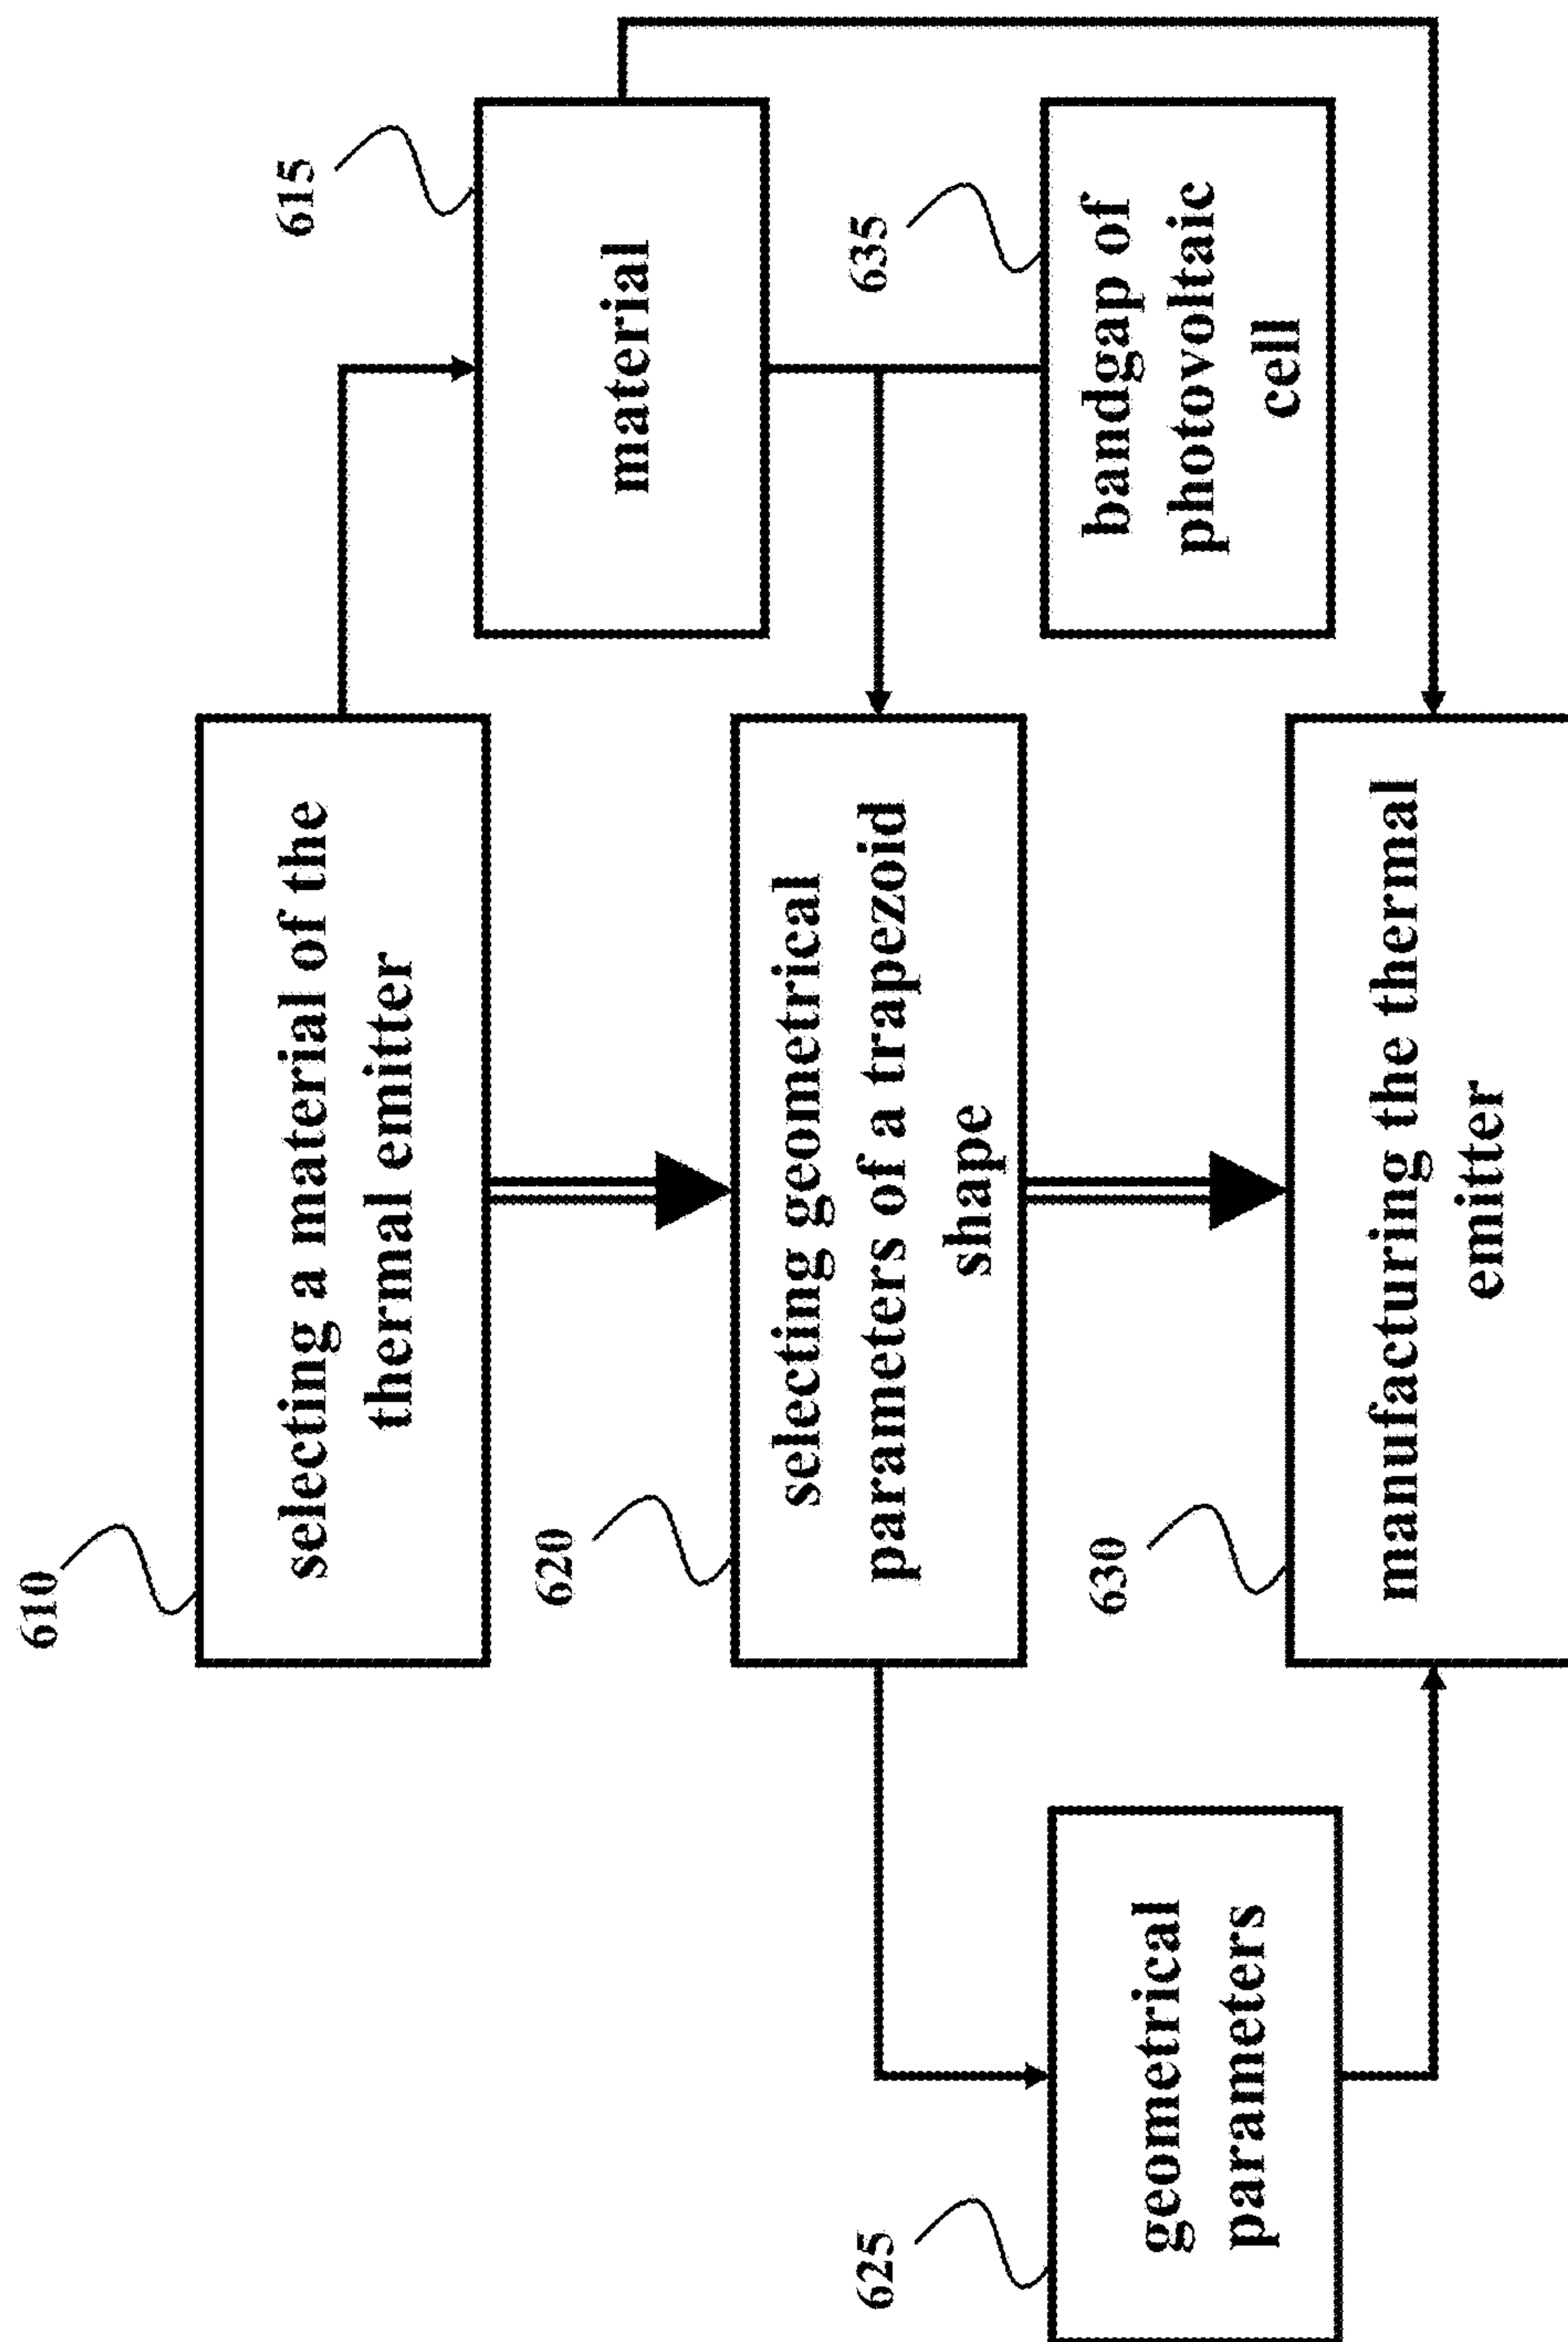 610
selecting a material of the
thermal emitter
615
material
620
selecting geometrical
parameters of a trapezoid
shape
635
bandgap of
photovoltaic
cell
625
geometrical
parameters
630
manufacturing the thermal
emitter